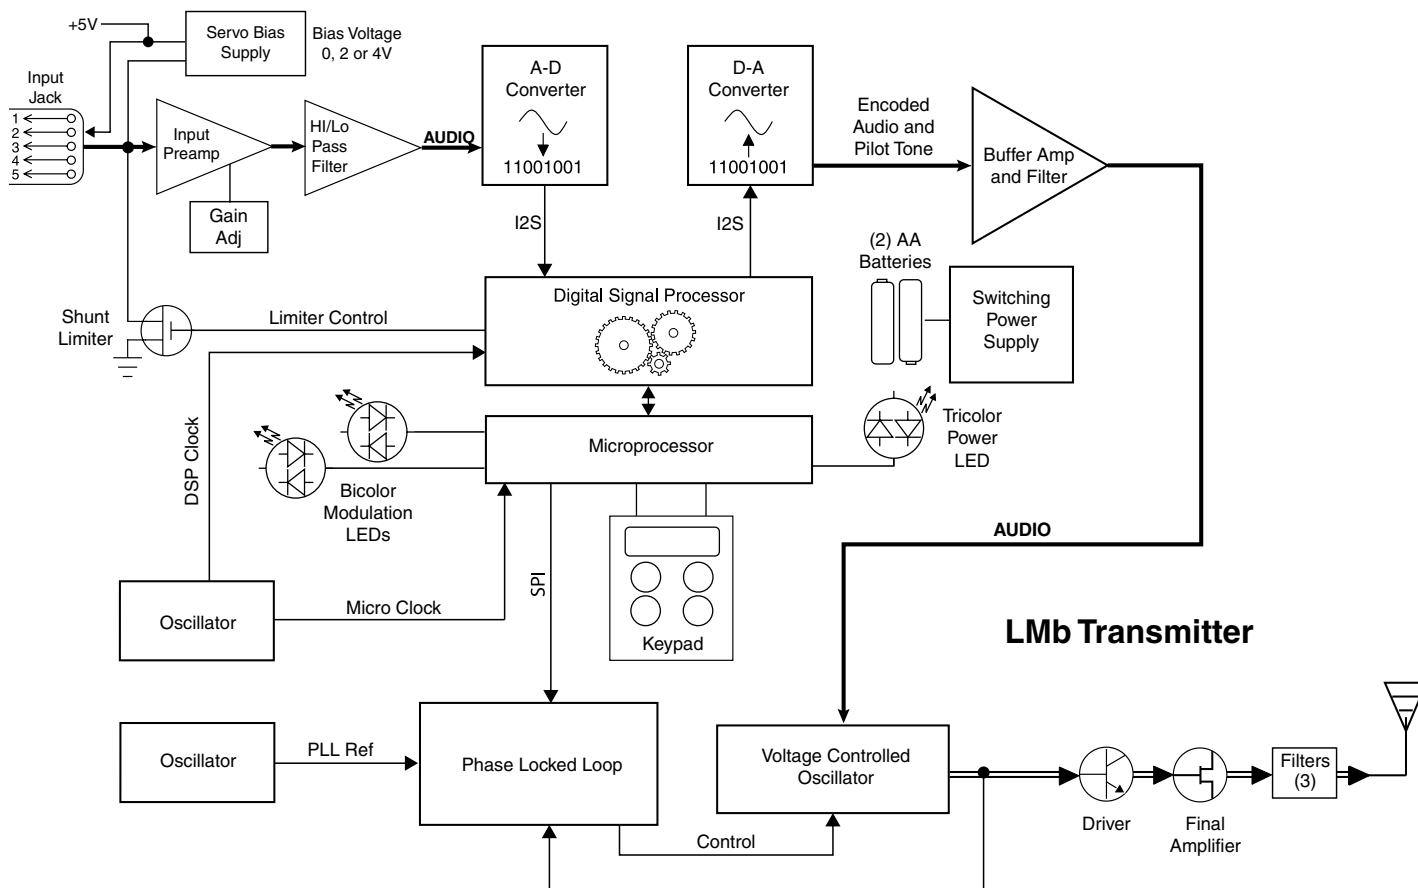 +5V
Servo Bias
Supply
Bias Voltage
0, 2 or 4V
Input
Jack
1
2
3
4
5
Input
Preamp
Gain
Adj
HI/Lo
Pass
Filter
AUDIO
A-D
Converter
11001001
I2S
D-A
Converter
11001001
I2S
Encoded
Audio and
Pilot Tone
Buffer Amp
and Filter
(2) AA
Batteries
Switching
Power
Supply
Digital Signal Processor
Shunt
Limiter
Limiter Control
DSP Clock
Microprocessor
Tricolor
Power
LED
Bicolor
Modulation
LEDs
AUDIO
SPI
Keypad
Oscillator
Micro Clock
LMb Transmitter
Oscillator
PLL Ref
Phase Locked Loop
Voltage Controlled
Oscillator
Control
Driver
Final
Amplifier
Filters
(3)